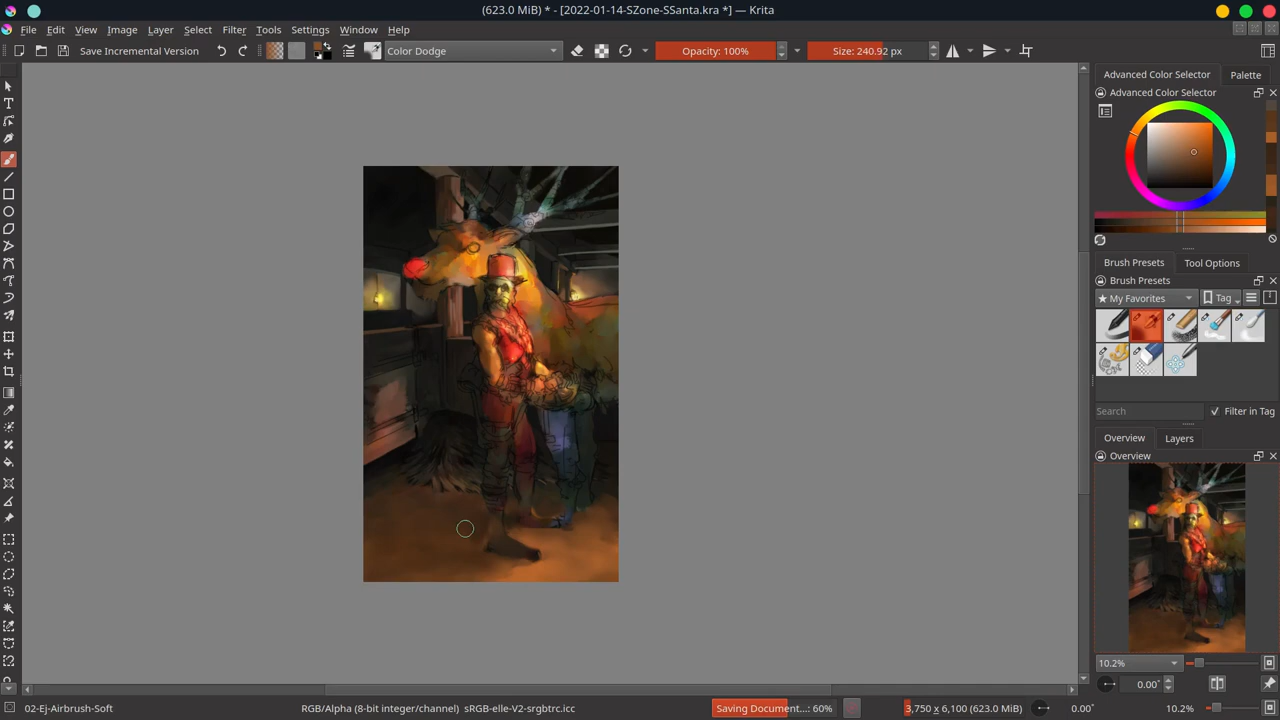 (623.0 MiB) * - [2022-01-14-SZone-SSanta.kra *] — Krita
File Edit View Image Layer Select Filter Tools Settings Window Help
Save Incremental Version Color Dodge Opacity: 100% Size: 240.92 px
Advanced Color Selector Palette
Advanced Color Selector
Brush Presets Tool Options
Brush Presets
★ My Favorites Tag
Search Filter in Tag
Overview Layers
Overview
10.2%
0.00°
02-Ej-Airbrush-Soft RGB/Alpha (8-bit integer/channel) sRGB-elle-V2-srgbtrc.icc Saving Document...: 60% 3,750 x 6,100 (623.0 MiB) 0.00° 10.2%